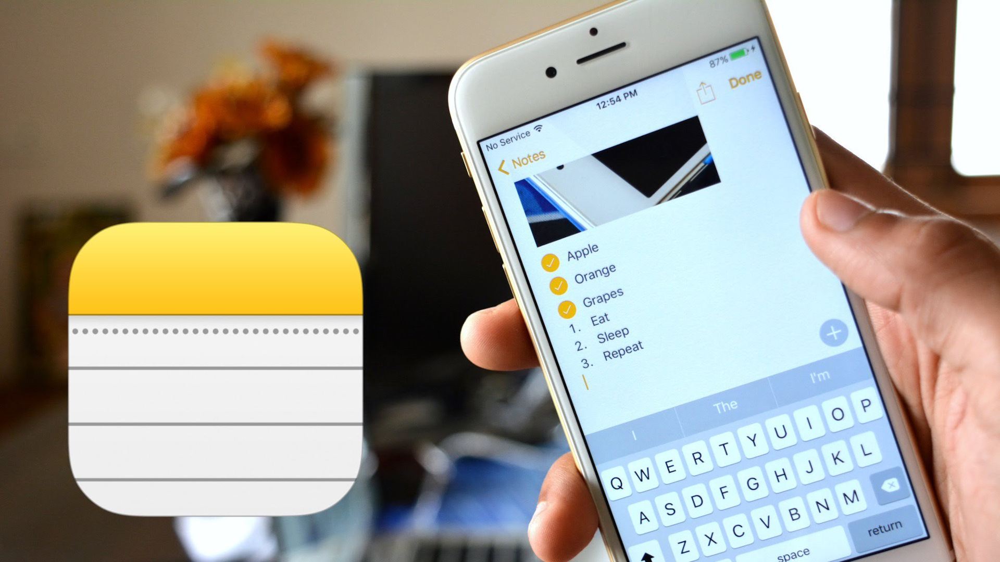 No Service 12:54 PM 87%
Notes Done
Apple
Orange
Grapes
1. Eat
2. Sleep
3. Repeat
I The I'm
Q W E R T Y U I O P
A S D F G H J K L
Z X C V B N M
space return